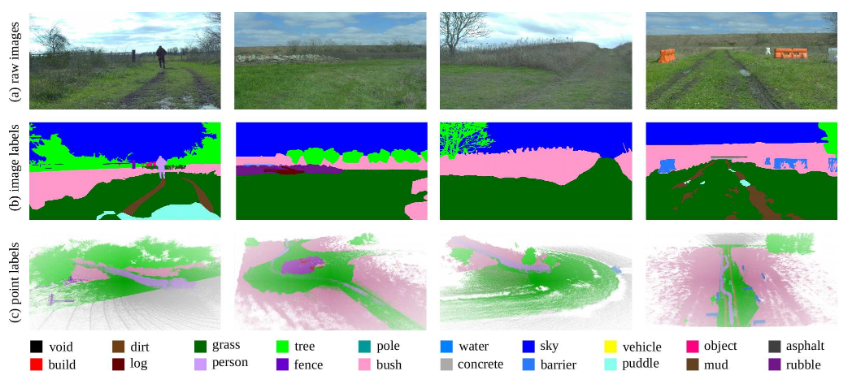 (a) raw images
(b) image labels
(c) point labels
void dirt grass tree pole water sky vehicle object asphalt
build log person fence bush concrete barrier puddle mud rubble